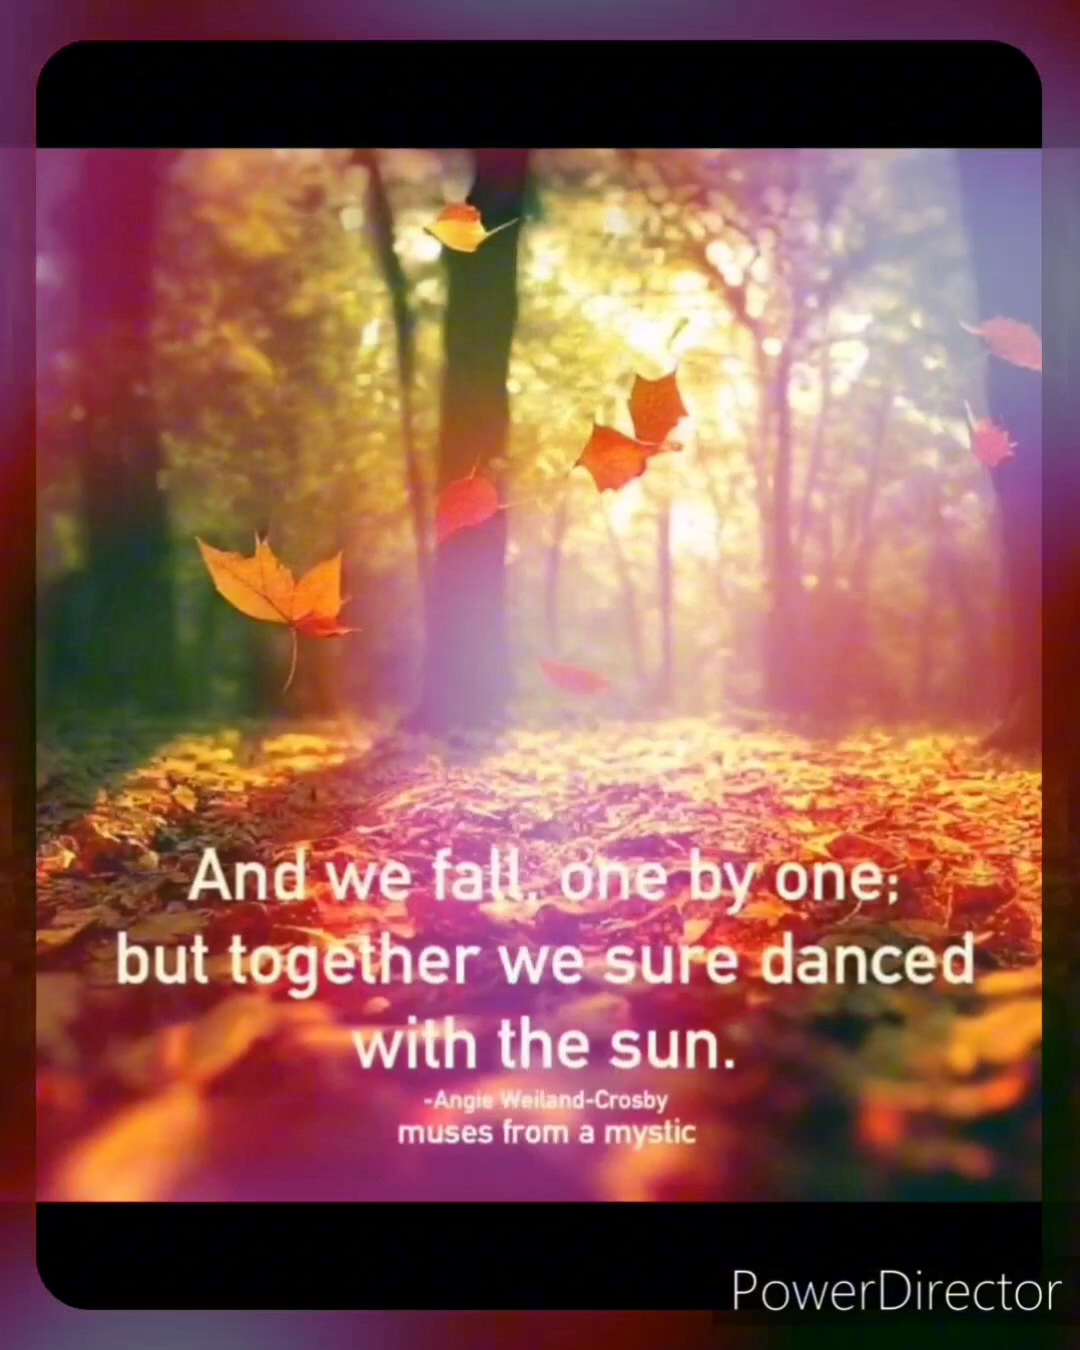 And we fall, one by one;
but together we sure danced
with the sun.
-Angie Weiland-Crosby
muses from a mystic
PowerDirector